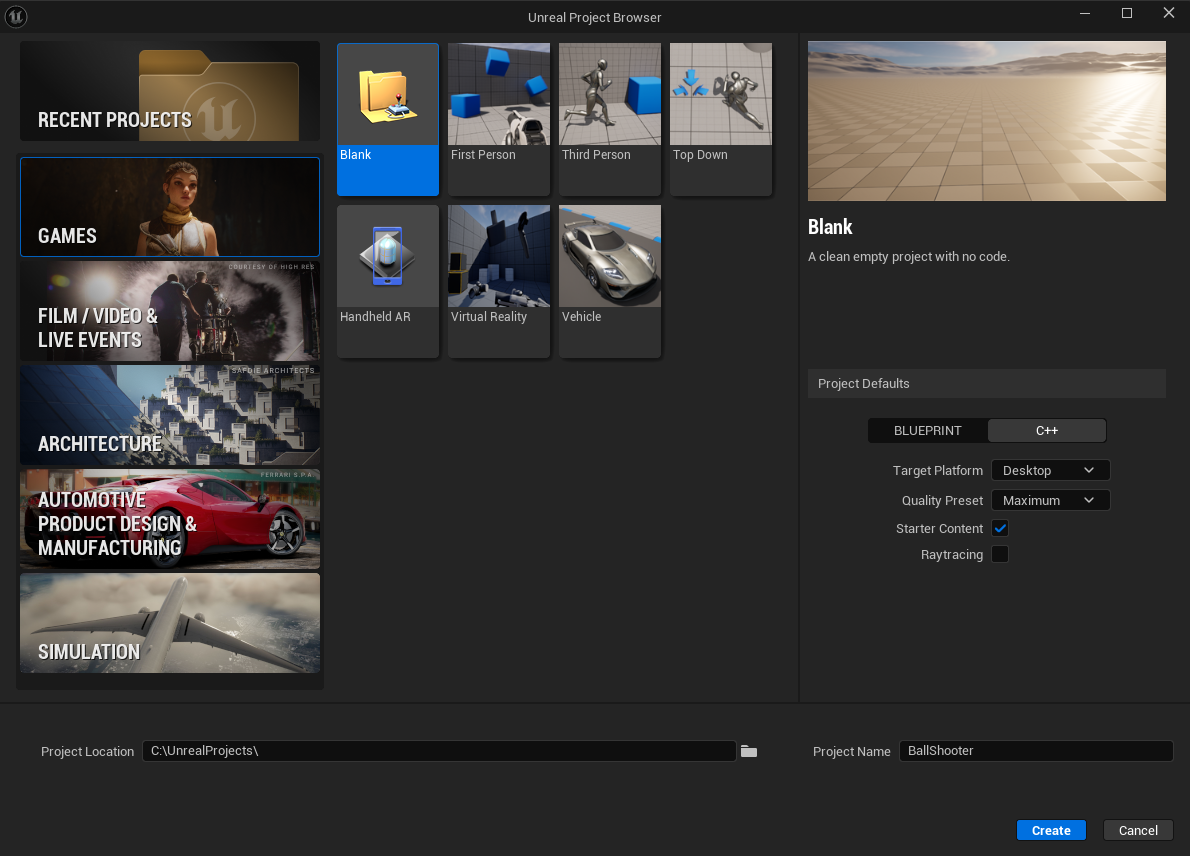 Unreal Project Browser
RECENT PROJECTS
GAMES
COURTESY OF HIGH RES
FILM / VIDEO &
LIVE EVENTS
SAFDIE ARCHITECTS
ARCHITECTURE
FERRARI S.P.A
AUTOMOTIVE
PRODUCT DESIGN &
MANUFACTURING
SIMULATION
Blank
First Person
Third Person
Top Down
Handheld AR
Virtual Reality
Vehicle
Blank
A clean empty project with no code.
Project Defaults
BLUEPRINT C++
Target Platform Desktop
Quality Preset Maximum
Starter Content
Raytracing
Project Location C:\UnrealProjects\
Project Name BallShooter
Create Cancel